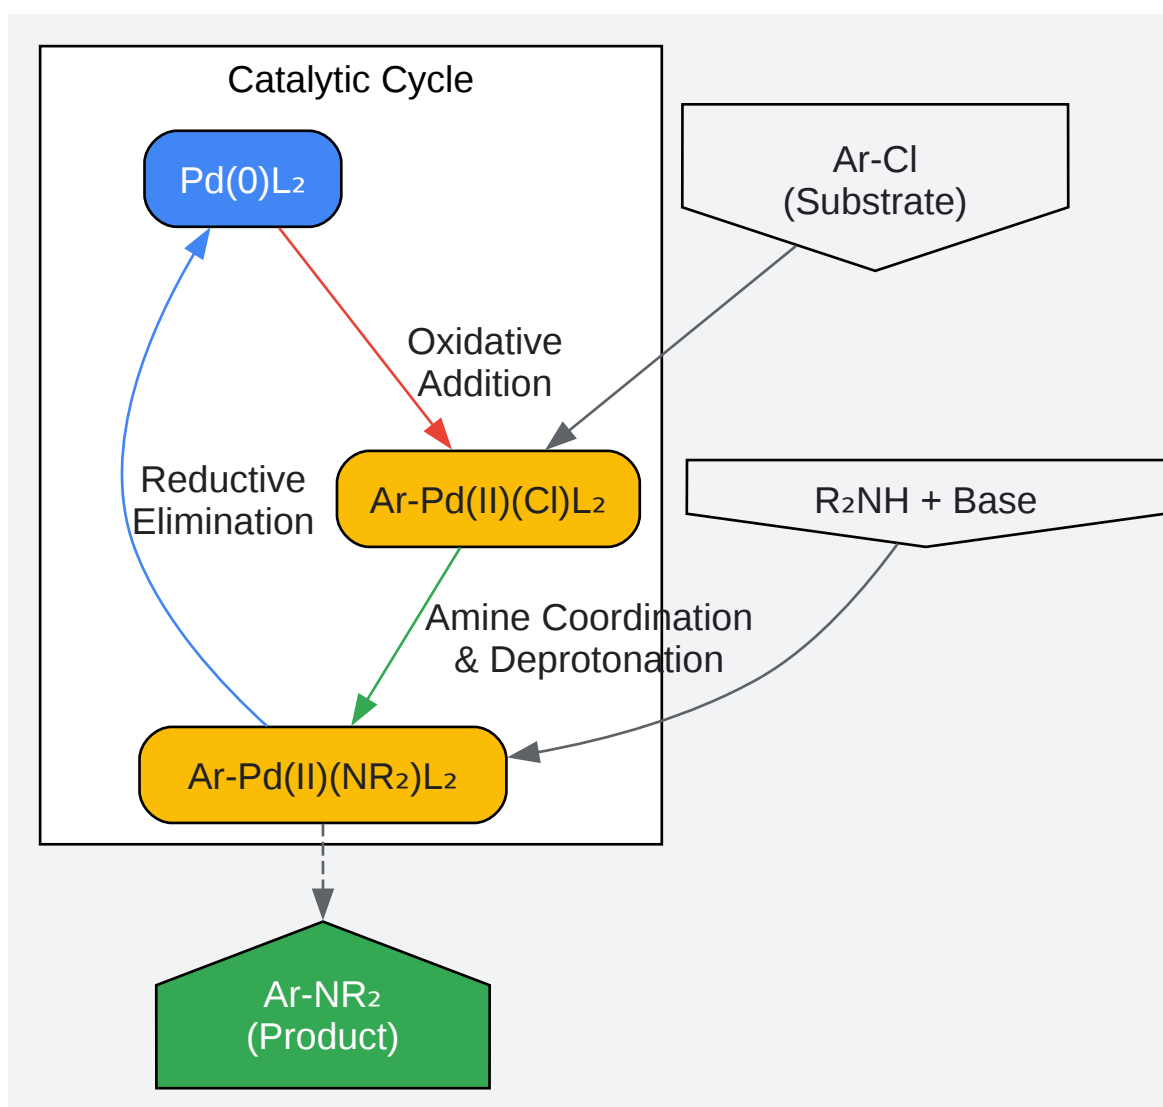 Catalytic Cycle
Pd(0)L₂
Ar-Cl
(Substrate)
Oxidative
Addition
Reductive
Elimination
Ar-Pd(II)(Cl)L₂
R₂NH + Base
Amine Coordination
& Deprotonation
Ar-Pd(II)(NR₂)L₂
Ar-NR₂
(Product)